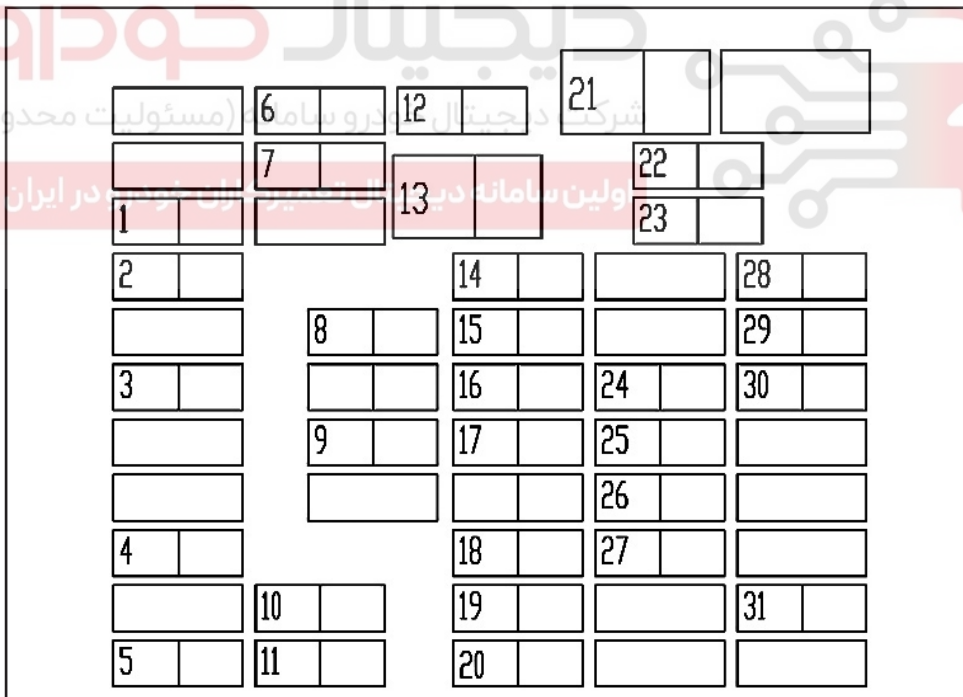 دیجیتال خودرو
شرکت دیجیتال خودرو سامانه (مسئولیت محدو
اولین سامانه دیجیتال تعمیرکاران خودرو در ایران
21
6 12
7 22
13
1 23
2 14 28
8 15 29
3 16 24 30
9 17 25
26
4 18 27
10 19 31
5 11 20